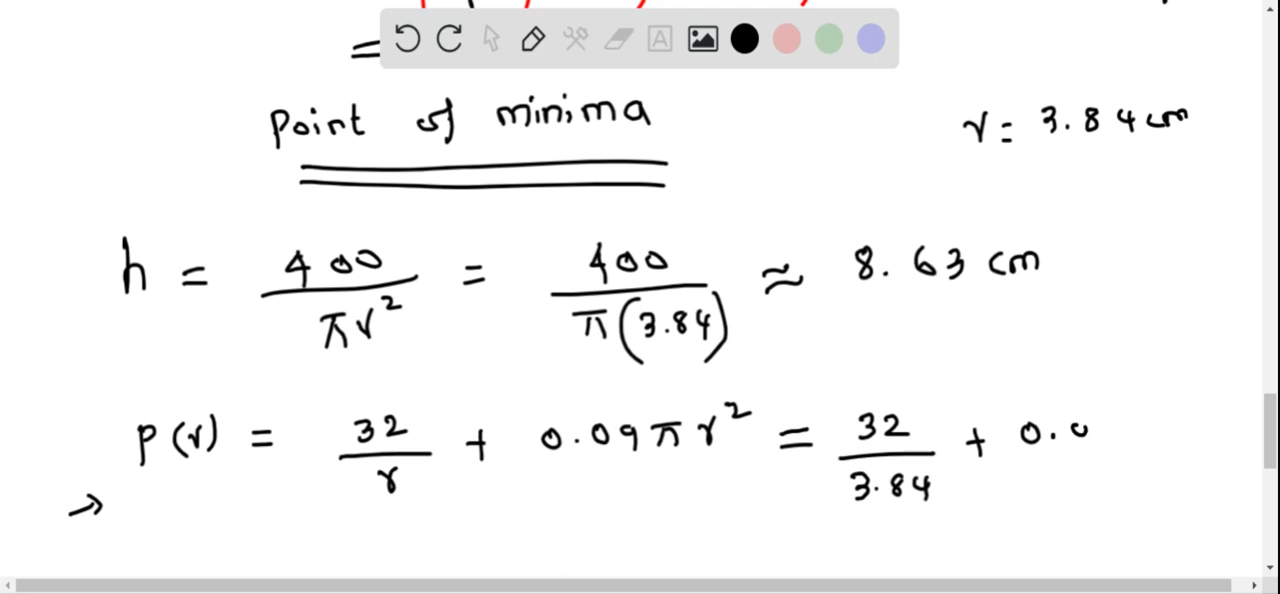 =
Point of minima
r = 3.84 cm
h = 400 / πr² = 400 / π(3.84) ≈ 8.63 cm
p(r) = 32 / r + 0.09πr² = 32 / 3.84 + 0.0
→